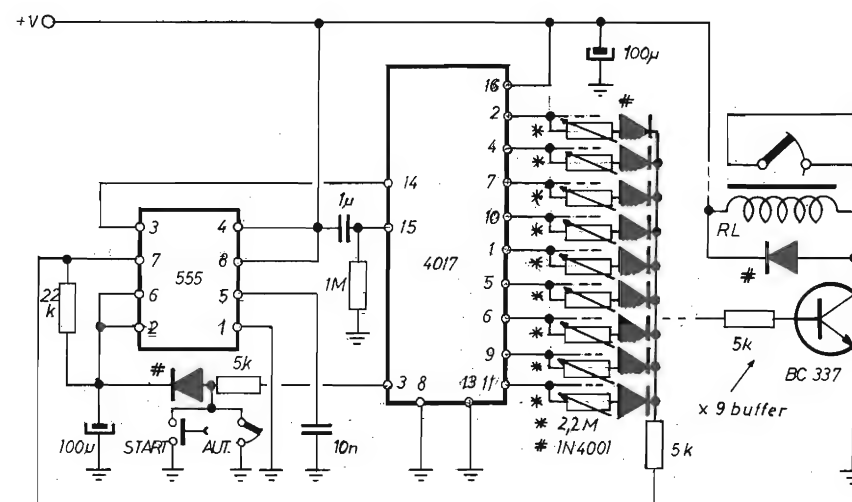 +V
100µ
16
#
2
*
4
*
14
7
*
1µ
3
4
15
10
*
RL
7
555
8
4017
1
*
#
22
k
6
5
1M
5
*
2
1
6
*
5k
BC 337
9
*
# 5k
3
8
13
11
x 9 buffer
100µ
START
AUT.
10n
* 2,2M
# 1N4001
5k